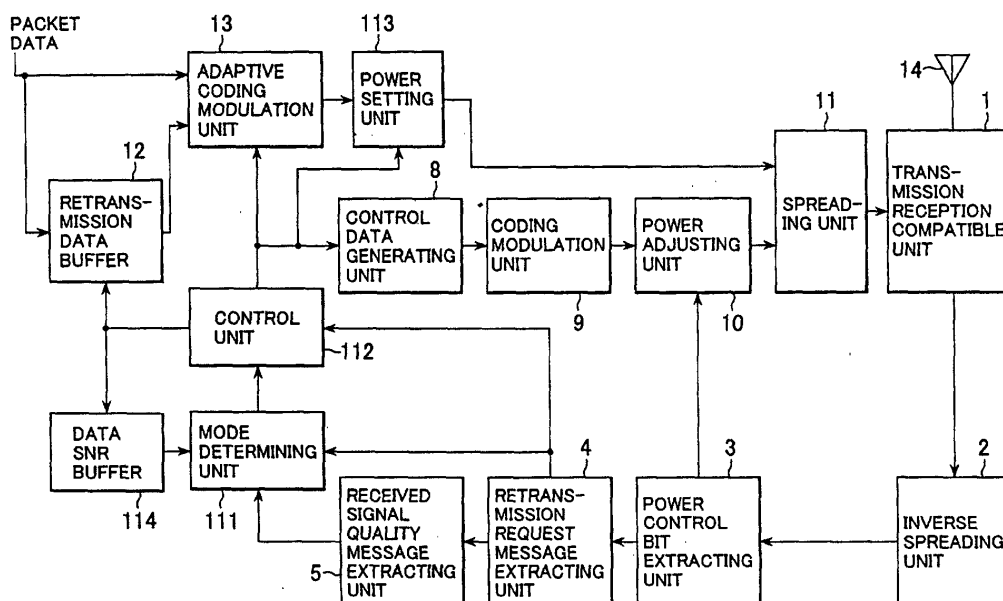 PACKET
DATA
13
ADAPTIVE
CODING
MODULATION
UNIT
113
POWER
SETTING
UNIT
14
11
SPREAD-
ING UNIT
1
TRANS-
MISSION
RECEPTION
COMPATIBLE
UNIT
12
RETRANS-
MISSION
DATA
BUFFER
8
CONTROL
DATA
GENERATING
UNIT
CODING
MODULATION
UNIT
9
POWER
ADJUSTING
UNIT
10
CONTROL
UNIT
112
DATA
SNR
BUFFER
114
MODE
DETERMINING
UNIT
111
RECEIVED
SIGNAL
QUALITY
MESSAGE
EXTRACTING
UNIT
5
4
RETRANS-
MISSION
REQUEST
MESSAGE
EXTRACTING
UNIT
3
POWER
CONTROL
BIT
EXTRACTING
UNIT
2
INVERSE
SPREADING
UNIT